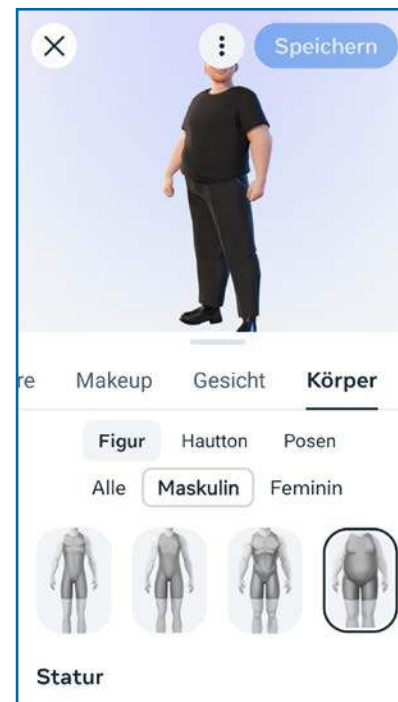 Speichern
re Makeup Gesicht Körper
Figur Hautton Posen
Alle Maskulin Feminin
Statur